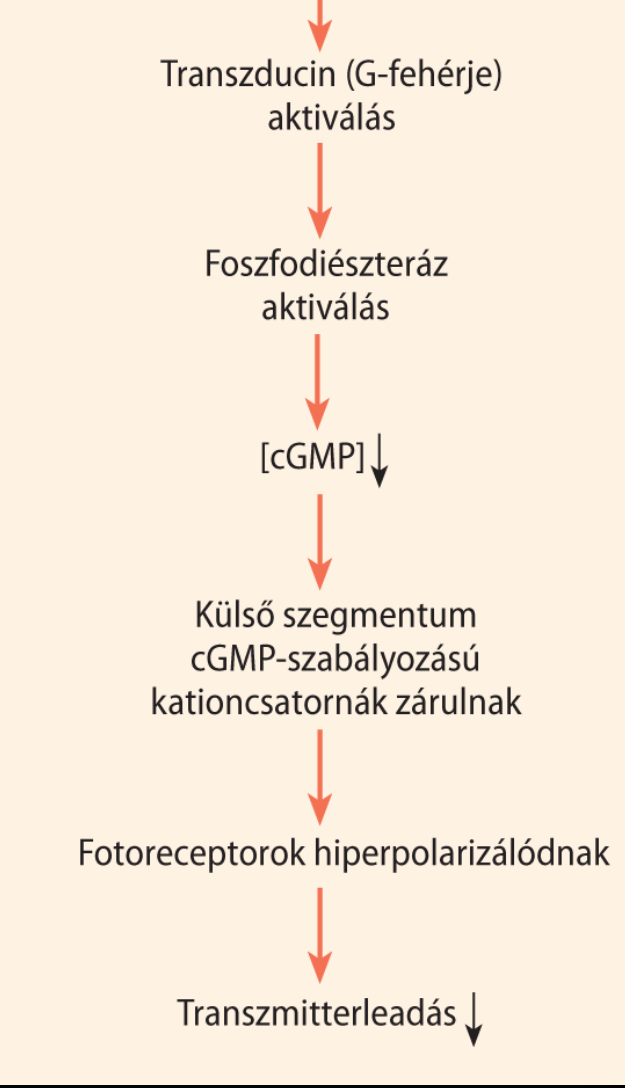 Transzducin (G-fehérje)
aktiválás
Foszfodiészteráz
aktiválás
[cGMP]↓
Külső szegmentum
cGMP-szabályozású
kationcsatornák zárulnak
Fotoreceptorok hiperpolarizálódnak
Transzmitterleadás↓